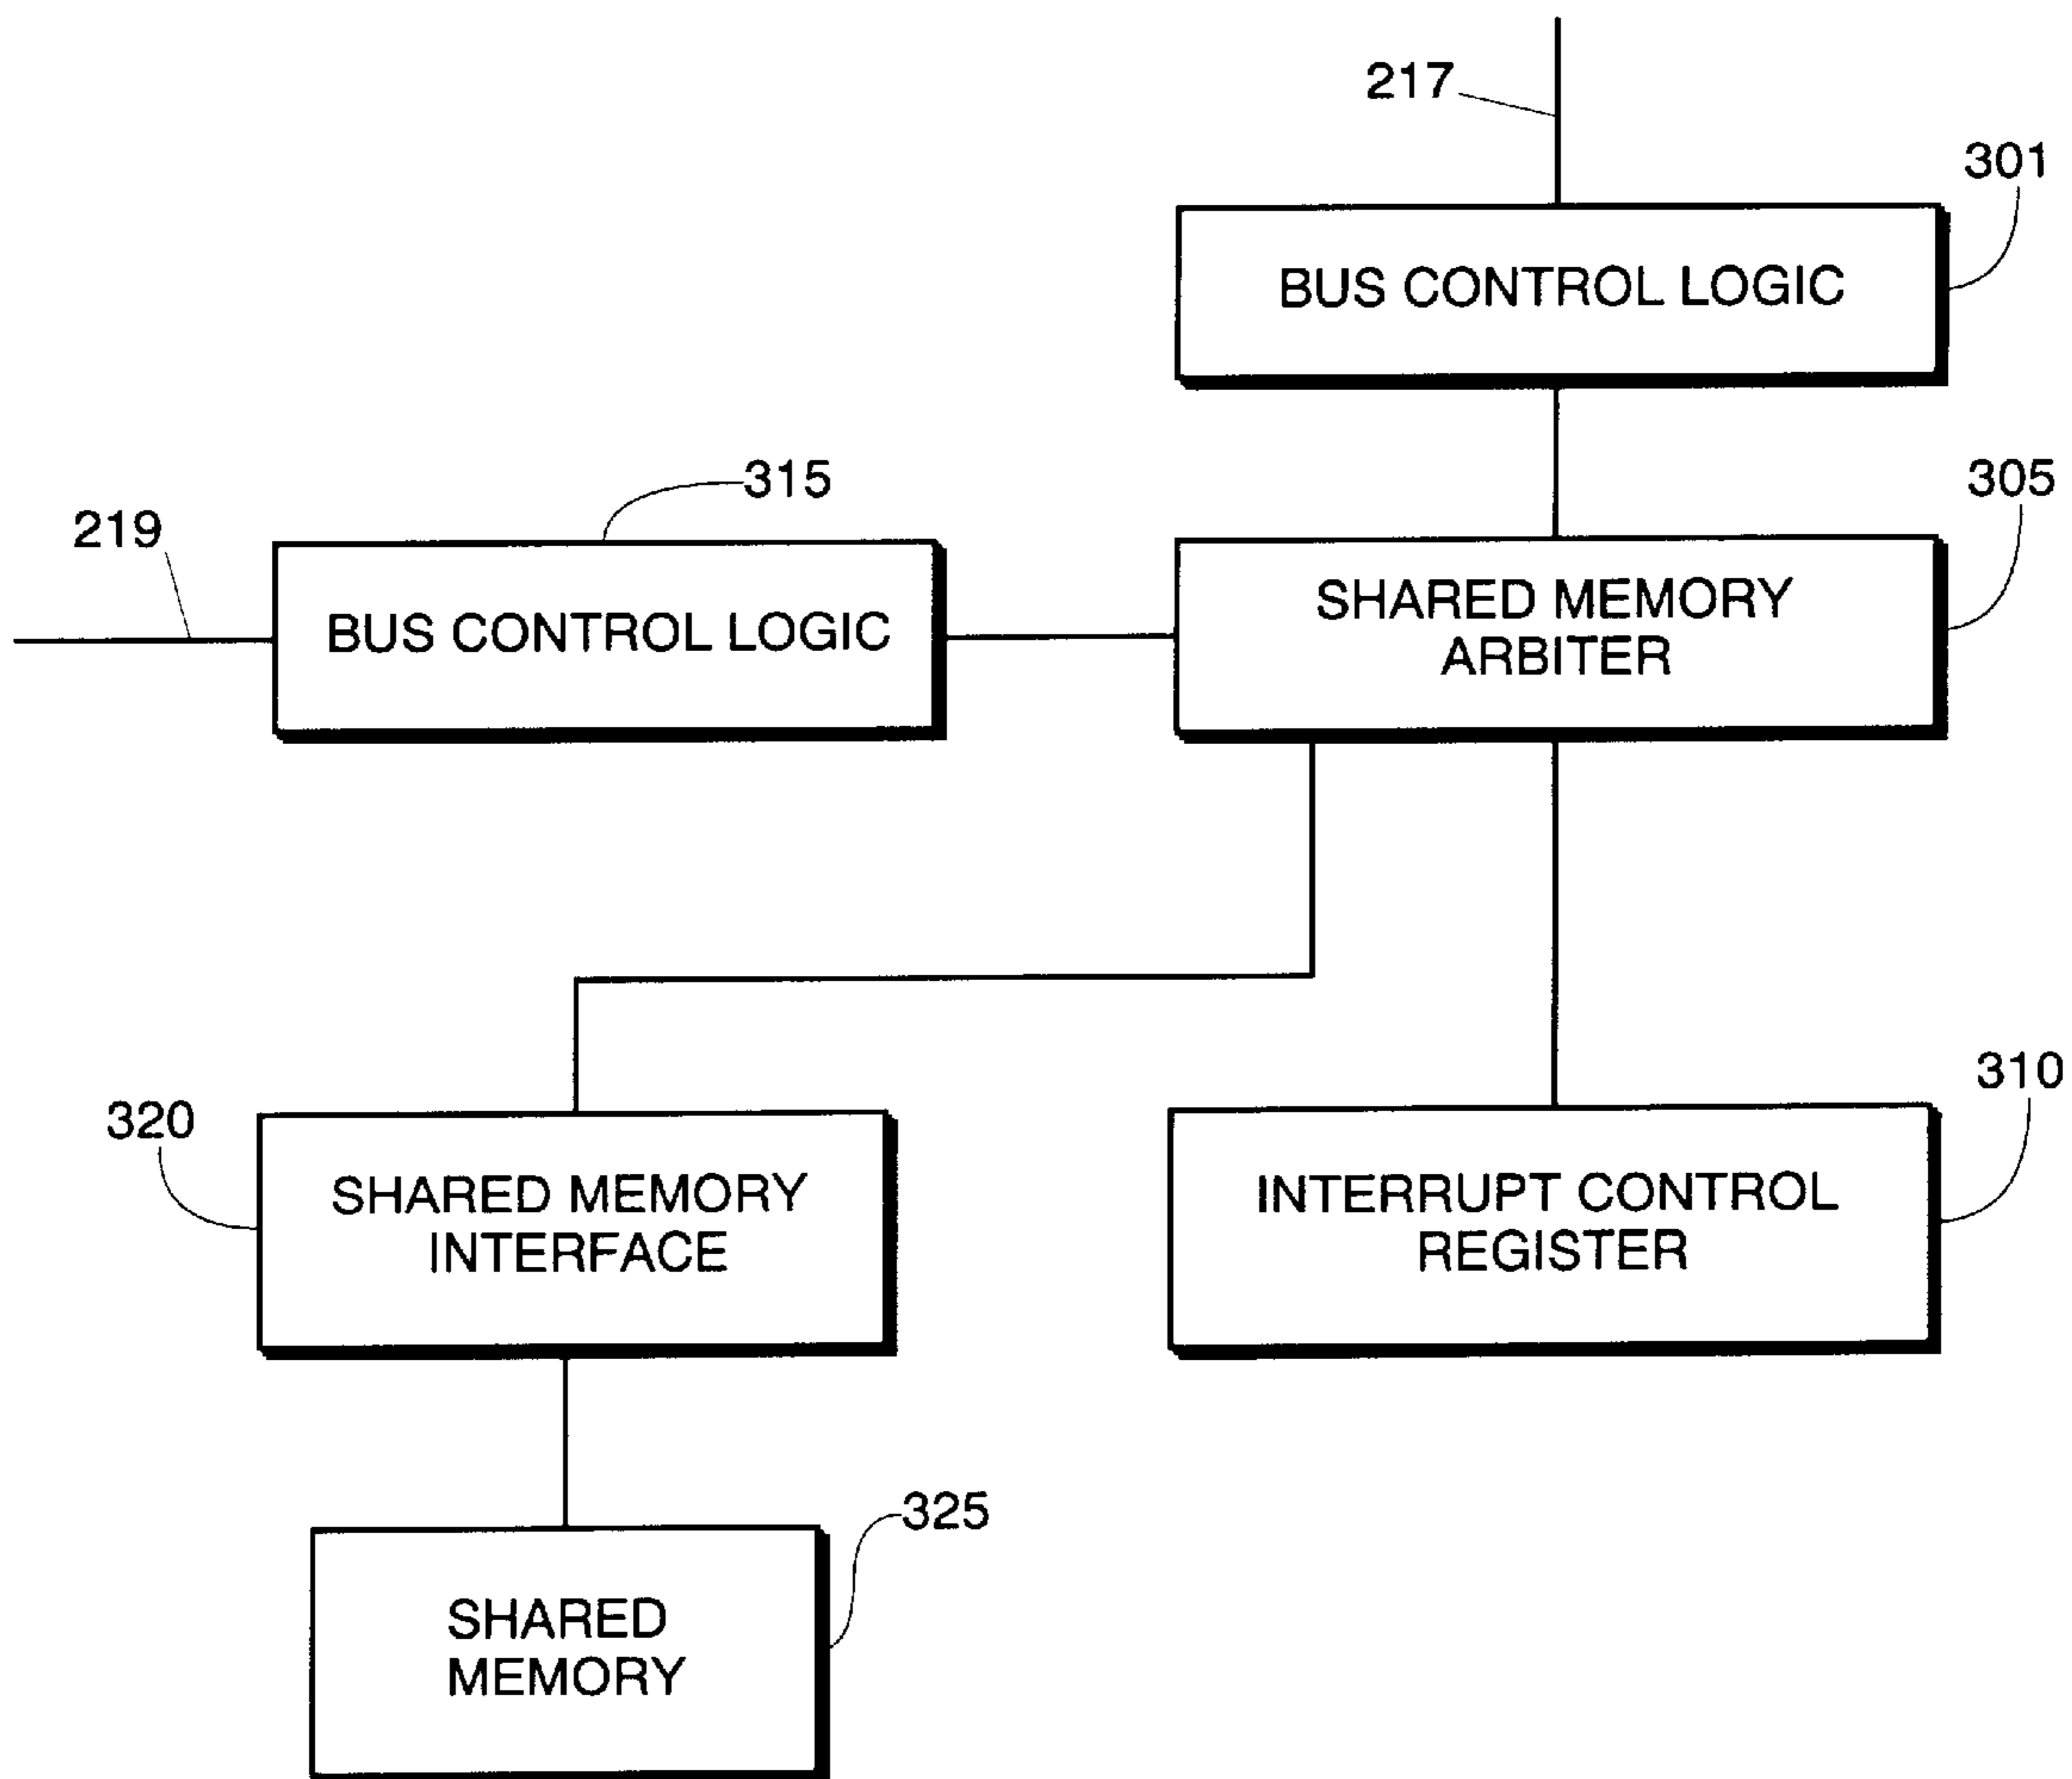 217
301
BUS CONTROL LOGIC
315
305
219
BUS CONTROL LOGIC
SHARED MEMORY
ARBITER
320
310
SHARED MEMORY
INTERFACE
INTERRUPT CONTROL
REGISTER
325
SHARED
MEMORY